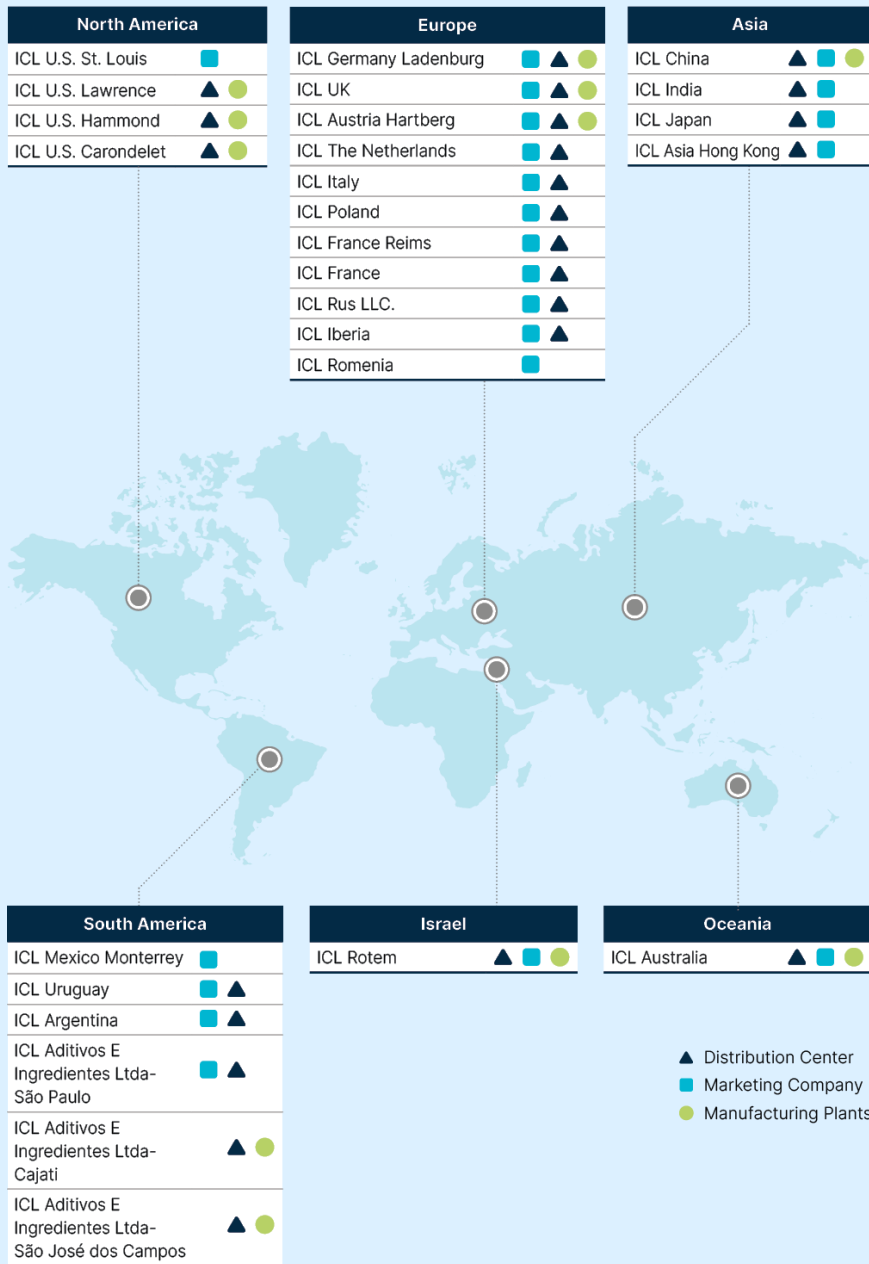 North America
ICL U.S. St. Louis
ICL U.S. Lawrence
ICL U.S. Hammond
ICL U.S. Carondelet
Europe
ICL Germany Ladenburg
ICL UK
ICL Austria Hartberg
ICL The Netherlands
ICL Italy
ICL Poland
ICL France Reims
ICL France
ICL Rus LLC.
ICL Iberia
ICL Romenia
Asia
ICL China
ICL India
ICL Japan
ICL Asia Hong Kong
South America
ICL Mexico Monterrey
ICL Uruguay
ICL Argentina
ICL Aditivos E
Ingredientes Ltda-
São Paulo
ICL Aditivos E
Ingredientes Ltda-
Cajati
ICL Aditivos E
Ingredientes Ltda-
São José dos Campos
Israel
ICL Rotem
Oceania
ICL Australia
Distribution Center
Marketing Company
Manufacturing Plants